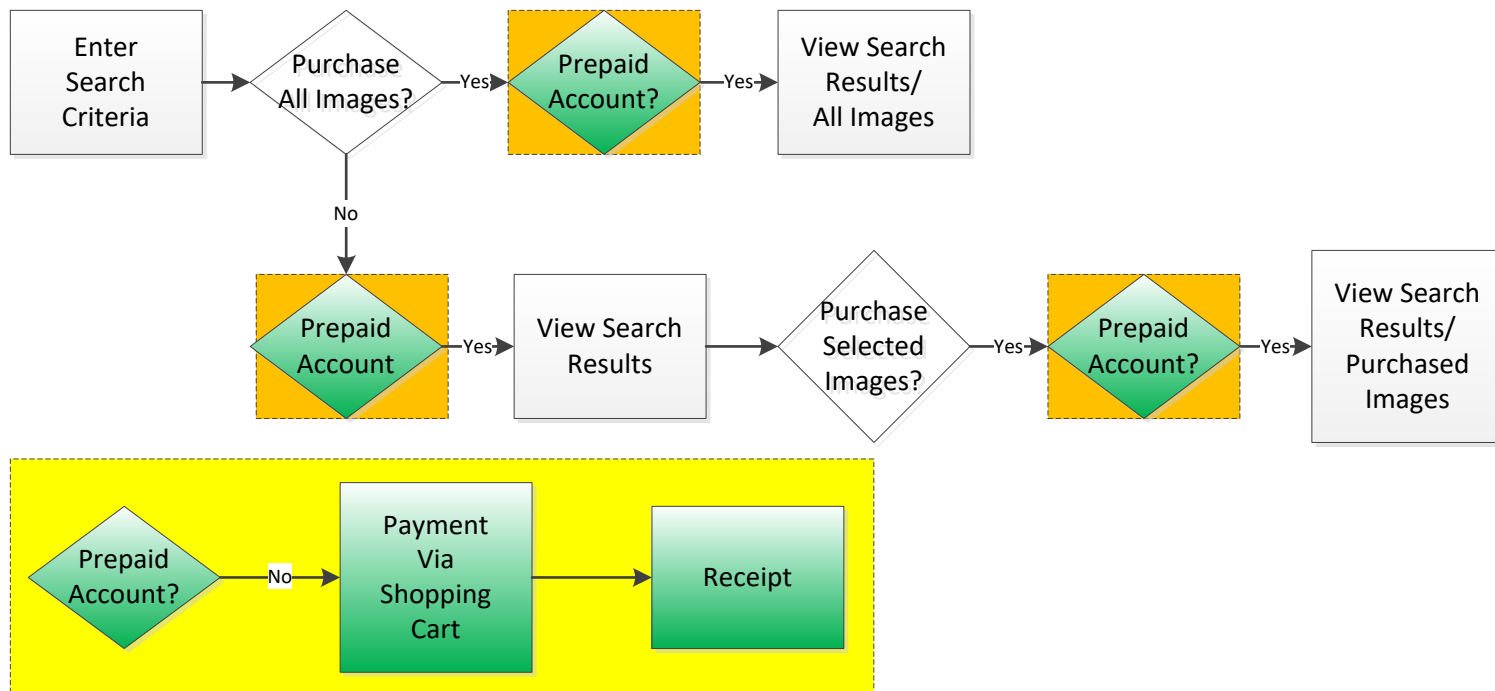 Enter
Search
Criteria
Purchase
All Images?
Yes
Prepaid
Account?
Yes
View Search
Results/
All Images
No
Prepaid
Account
Yes
View Search
Results
Purchase
Selected
Images?
Yes
Prepaid
Account?
Yes
View Search
Results/
Purchased
Images
Prepaid
Account?
No
Payment
Via
Shopping
Cart
Receipt